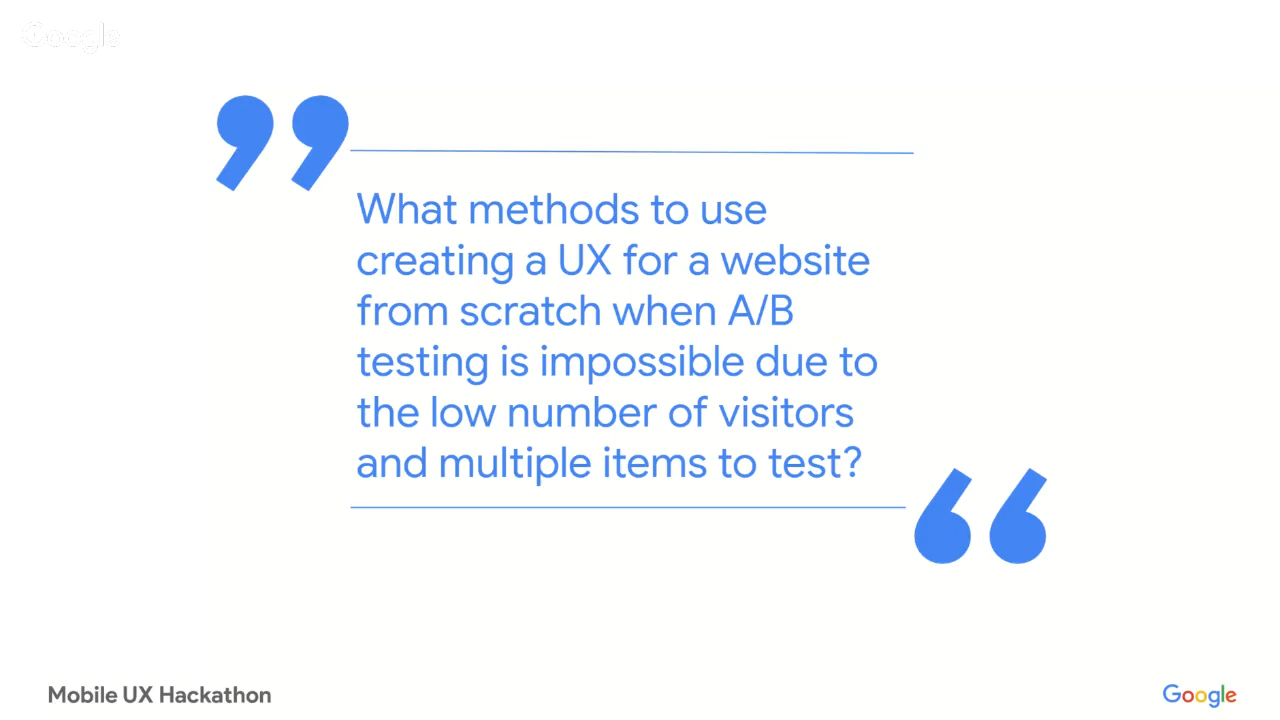 Google
What methods to use
creating a UX for a website
from scratch when A/B
testing is impossible due to
the low number of visitors
and multiple items to test?
Mobile UX Hackathon
Google